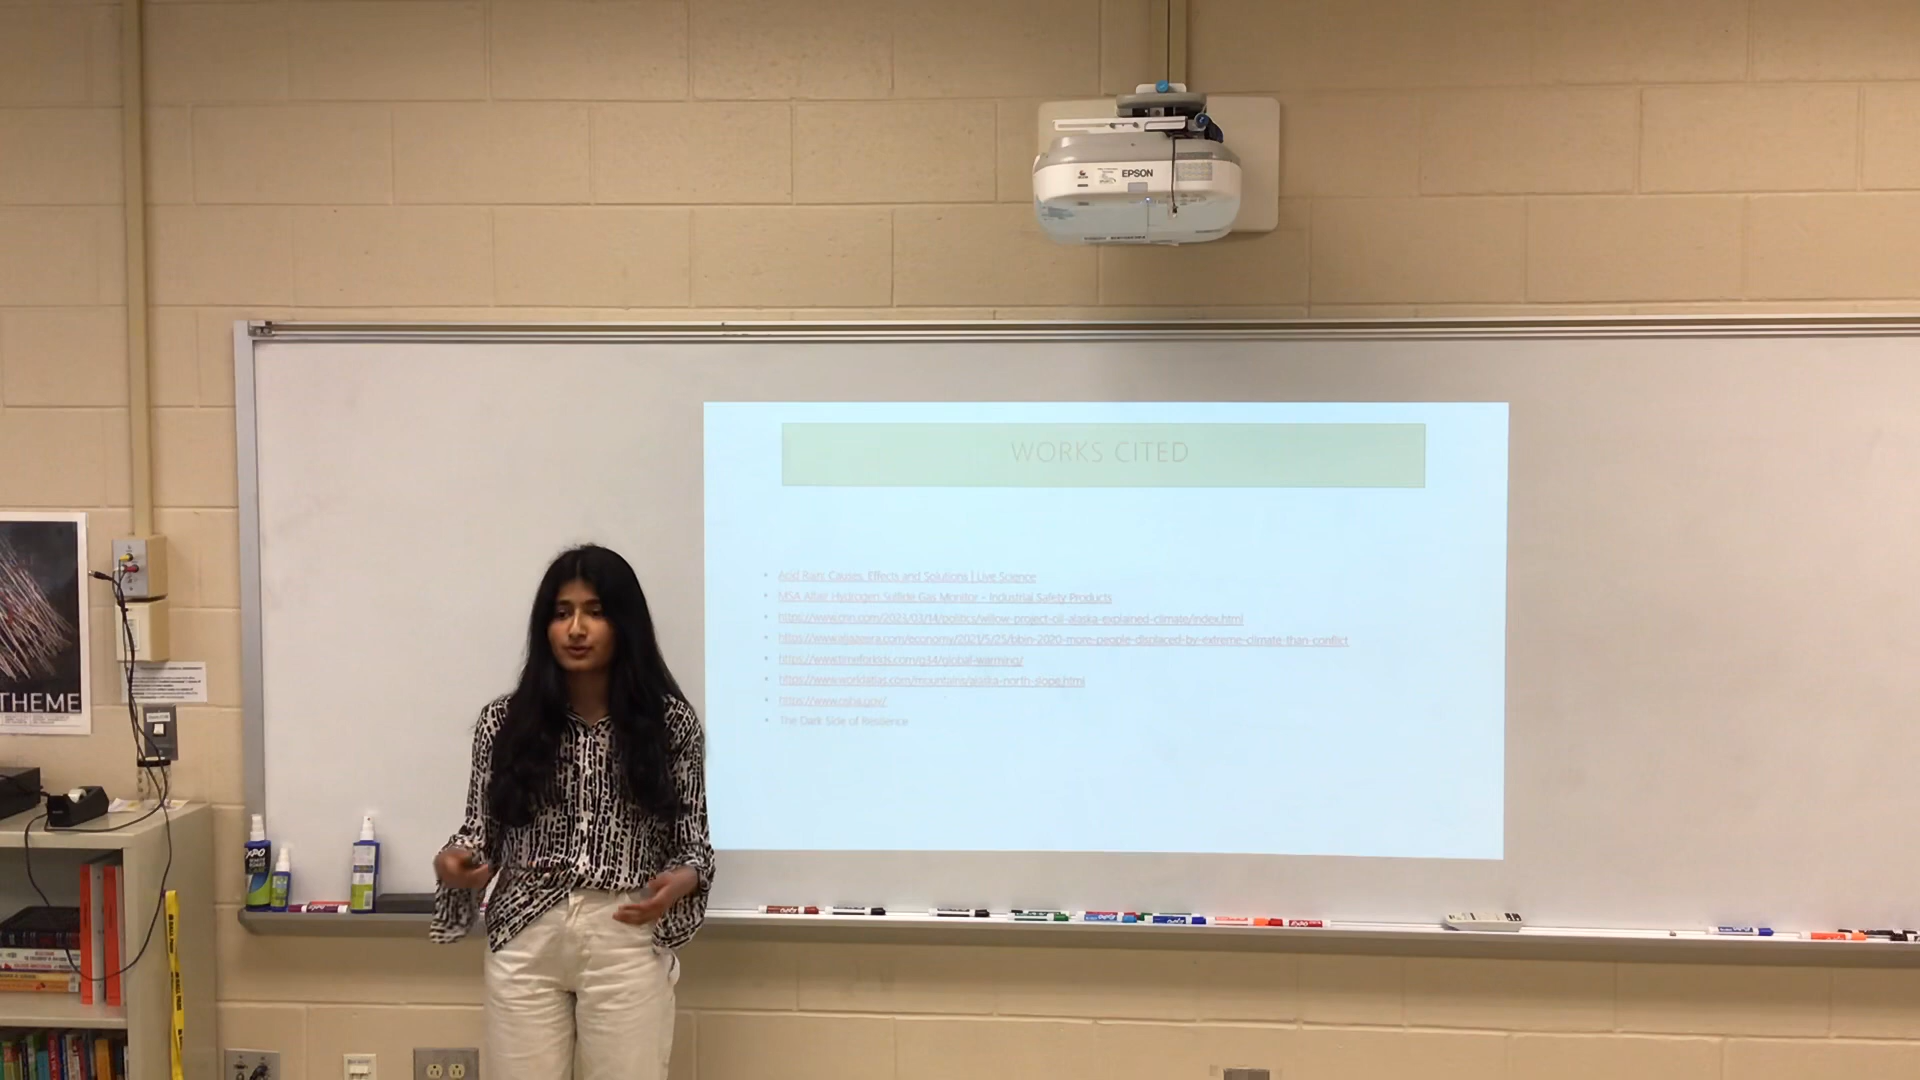 EPSON
WORKS CITED
Acid Rain: Causes, Effects and Solutions | Live Science
MSA Altair Hydrogen Sulfide Gas Monitor - Industrial Safety Products
https://www.cnn.com/2023/03/14/politics/willow-project-oil-alaska-explained-climate/index.html
https://www.aljazeera.com/economy/2021/5/25/bbin-2020-more-people-displaced-by-extreme-climate-than-conflict
https://www.timeforkids.com/g34/global-warming/
https://www.worldatlas.com/mountains/alaska-north-slope.html
https://www.osha.gov/
The Dark Side of Resilience
THEME
EXPO